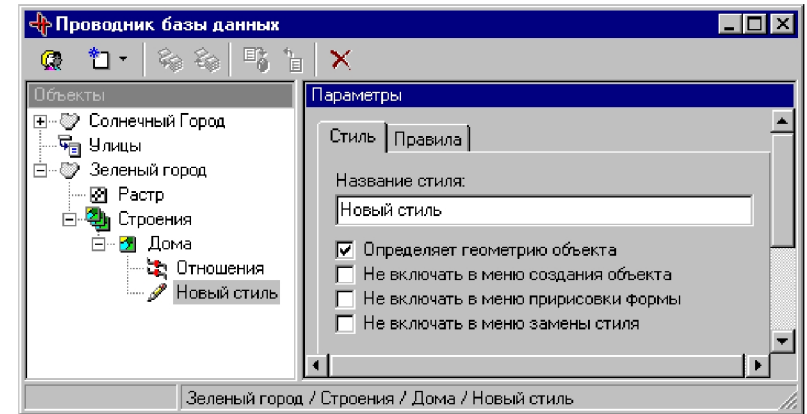 Проводник базы данных
Объекты
Солнечный Город
Улицы
Зеленый город
Растр
Строения
Дома
Отношения
Новый стиль
Параметры
Стиль
Правила
Название стиля:
Новый стиль
Определяет геометрию объекта
Не включать в меню создания объекта
Не включать в меню пририсовки формы
Не включать в меню замены стиля
Зеленый город / Строения / Дома / Новый стиль